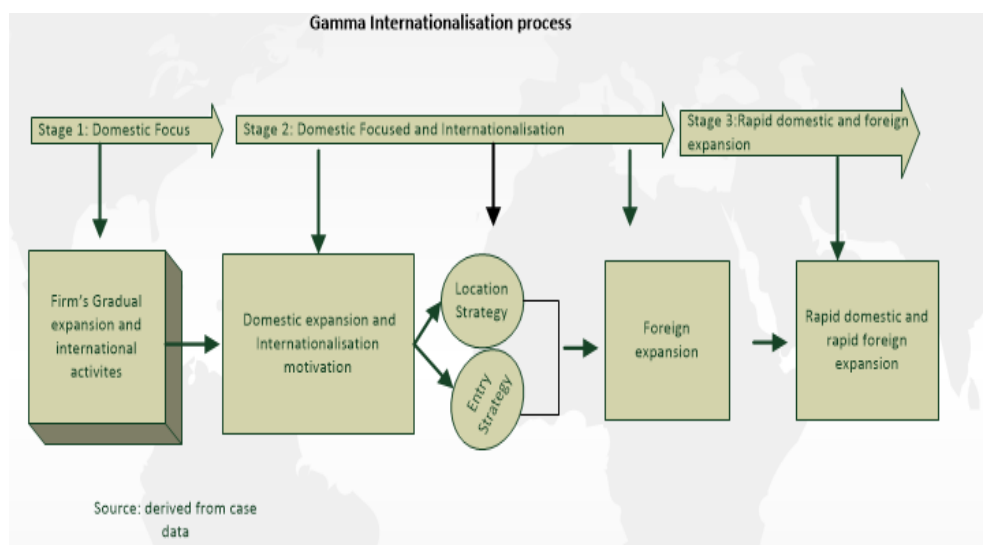 Gamma Internationalisation process
Stage 1: Domestic Focus
Stage 2: Domestic Focused and Internationalisation
Stage 3:Rapid domestic and foreign
expansion
Firm's Gradual
expansion and
international
activites
Domestic expansion and
Internationalisation
motivation
Location
Strategy
Entry
Strategy
Foreign
expansion
Rapid domestic and
rapid foreign
expansion
Source: derived from case
data